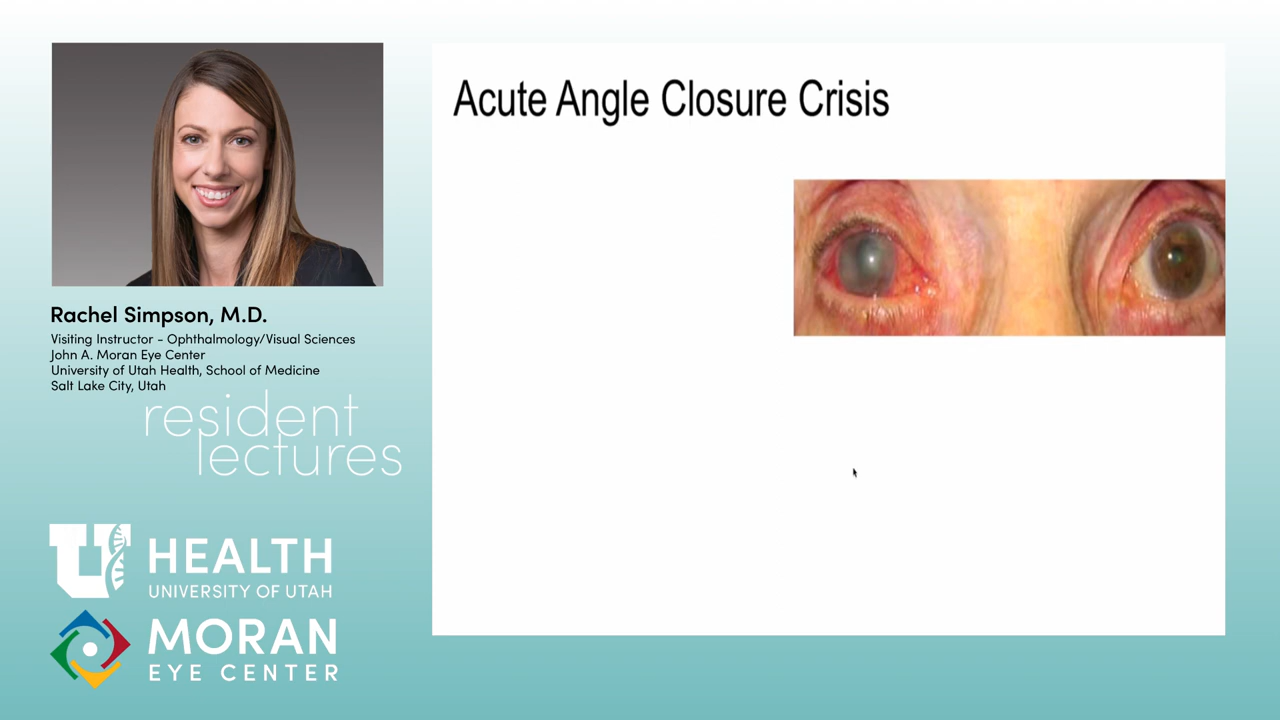 Acute Angle Closure Crisis
Rachel Simpson, M.D.
Visiting Instructor - Ophthalmology/Visual Sciences
John A. Moran Eye Center
University of Utah Health, School of Medicine
Salt Lake City, Utah
resident
lectures
U HEALTH
UNIVERSITY OF UTAH
MORAN
EYE CENTER